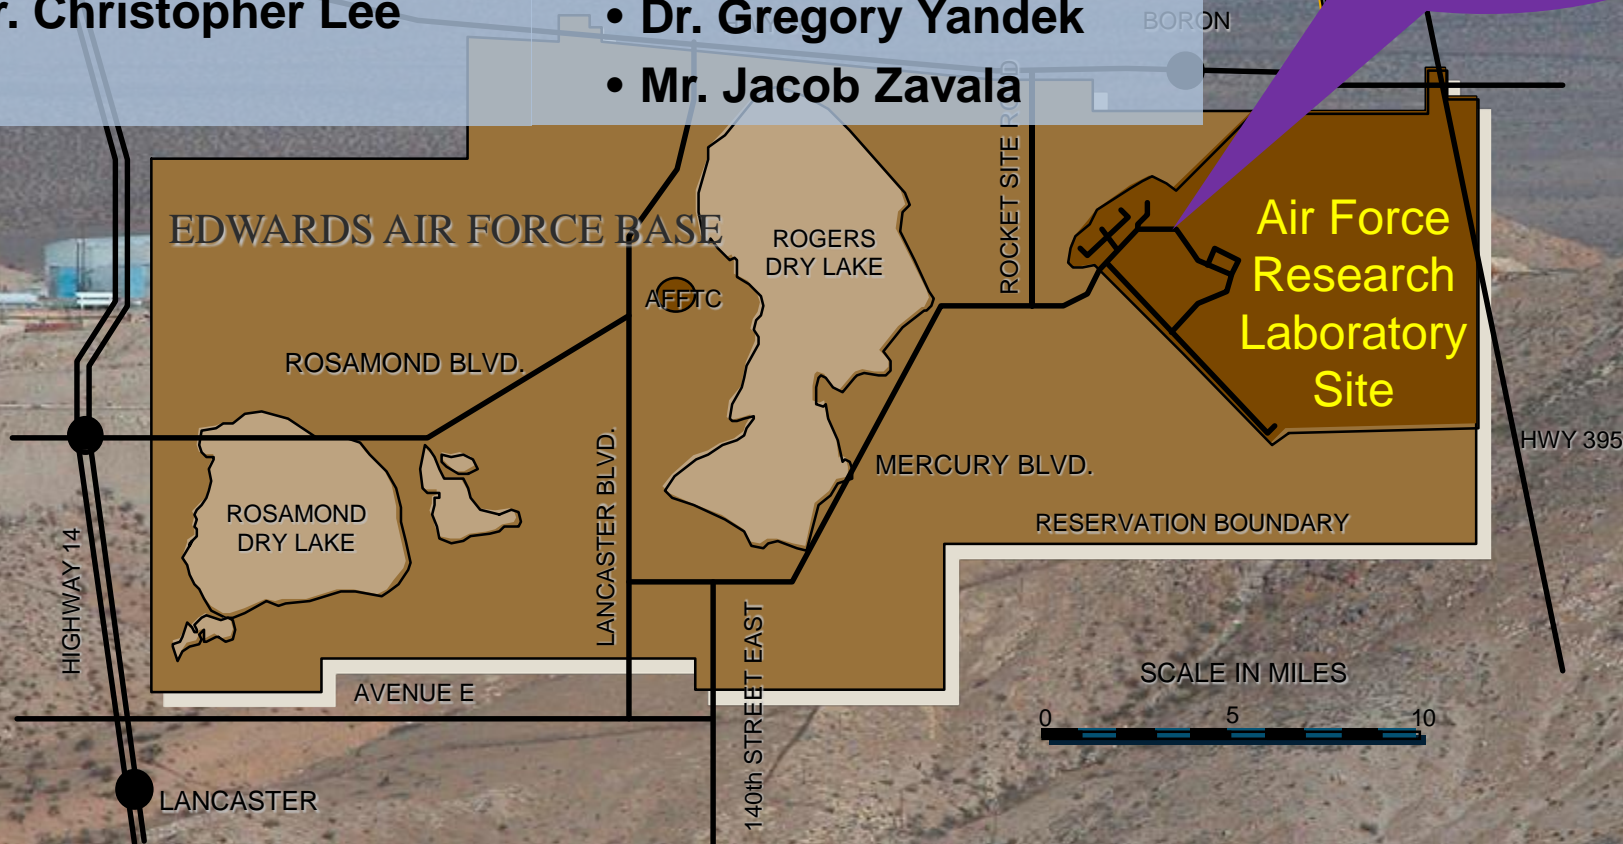 r. Christopher Lee
• Dr. Gregory Yandek
• Mr. Jacob Zavala
BORON
ROCKET SITE ROAD
EDWARDS AIR FORCE BASE
ROGERS
DRY LAKE
AFFTC
Air Force
Research
Laboratory
Site
ROSAMOND BLVD.
HWY 395
MERCURY BLVD.
LANCASTER BLVD.
ROSAMOND
DRY LAKE
RESERVATION BOUNDARY
HIGHWAY 14
140th STREET EAST
AVENUE E
SCALE IN MILES
0 5 10
LANCASTER